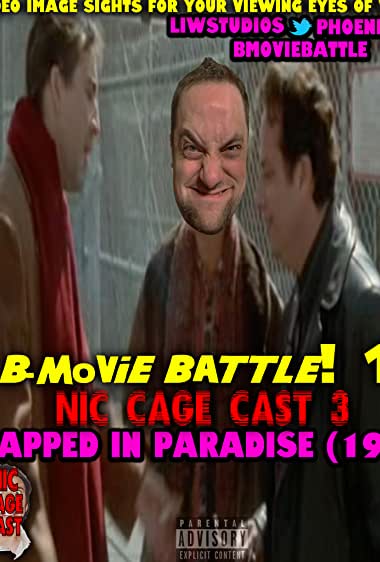 DEO IMAGE SIGHTS FOR YOUR VIEWING EYES OF
LIWSTUDIOS PHOENI
BMOVIEBATTLE
B-MOVIE BATTLE! 1
NIC CAGE CAST 3
APPED IN PARADISE (19
NIC
CAGE
CAST
PARENTAL
ADVISORY
EXPLICIT CONTENT